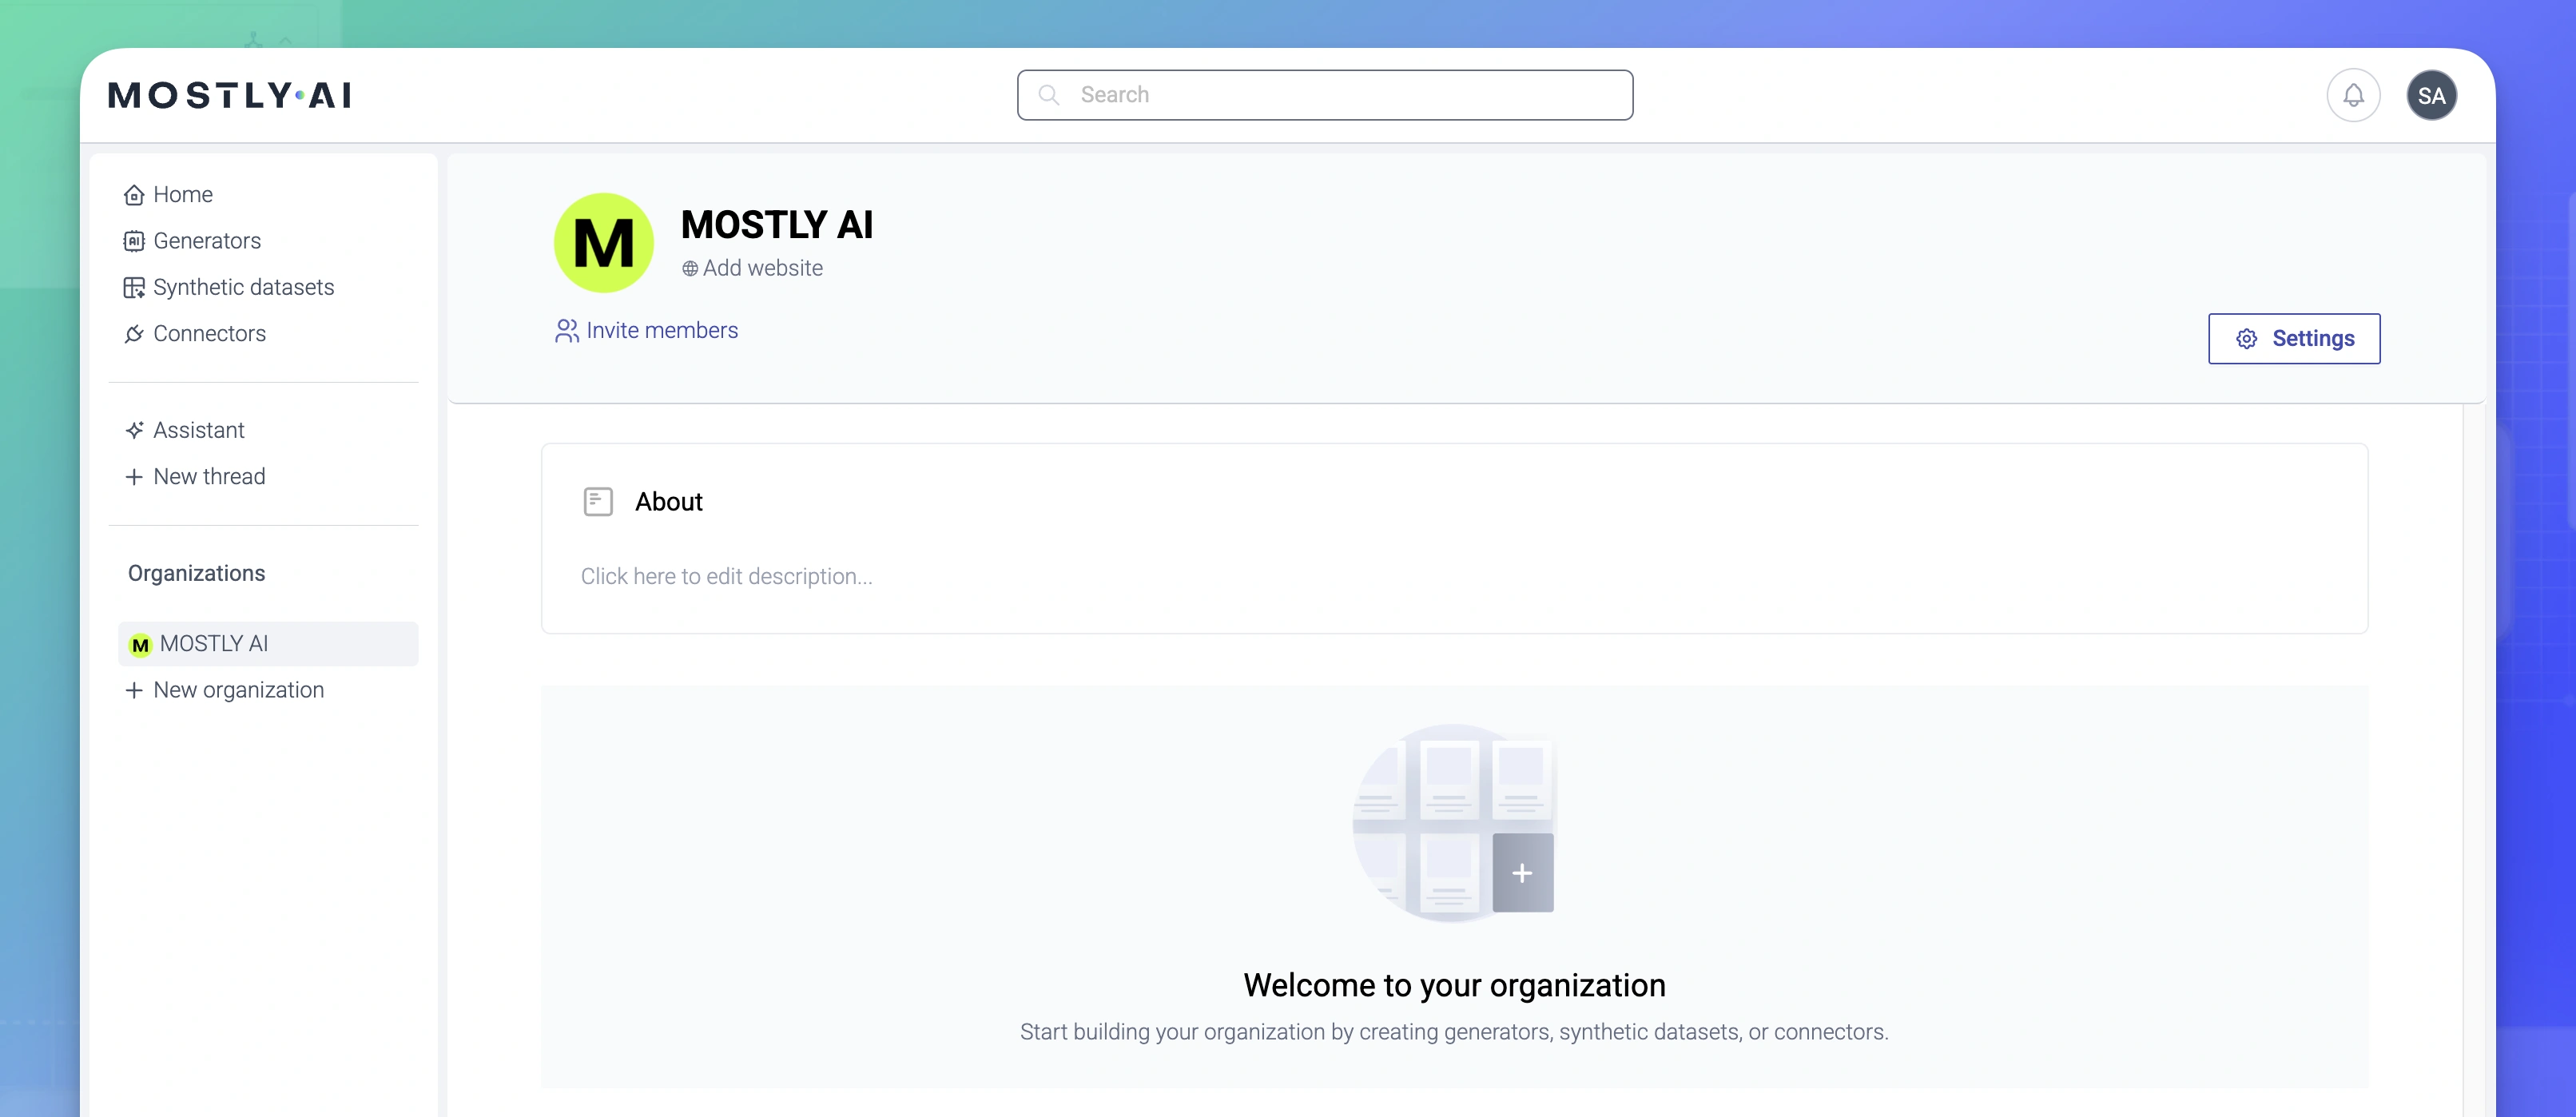 MOSTLY·AI
Search
SA
Home
Generators
Synthetic datasets
Connectors
Assistant
New thread
Organizations
M MOSTLY AI
New organization
M
MOSTLY AI
Add website
Invite members
Settings
About
Click here to edit description...
Welcome to your organization
Start building your organization by creating generators, synthetic datasets, or connectors.